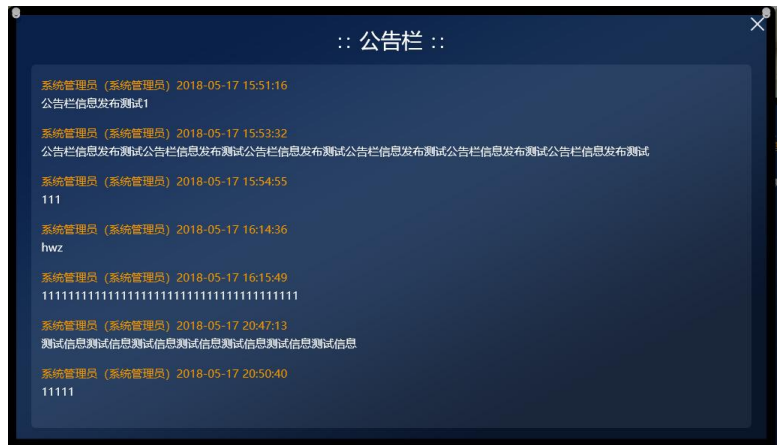 :: 公告栏 ::
系统管理员 (系统管理员) 2018-05-17 15:51:16
公告栏信息发布测试1
系统管理员 (系统管理员) 2018-05-17 15:53:32
公告栏信息发布测试公告栏信息发布测试公告栏信息发布测试公告栏信息发布测试公告栏信息发布测试公告栏信息发布测试
系统管理员 (系统管理员) 2018-05-17 15:54:55
111
系统管理员 (系统管理员) 2018-05-17 16:14:36
hwz
系统管理员 (系统管理员) 2018-05-17 16:15:49
1111111111111111111111111111111111111
系统管理员 (系统管理员) 2018-05-17 20:47:13
测试信息测试信息测试信息测试信息测试信息测试信息测试信息
系统管理员 (系统管理员) 2018-05-17 20:50:40
11111